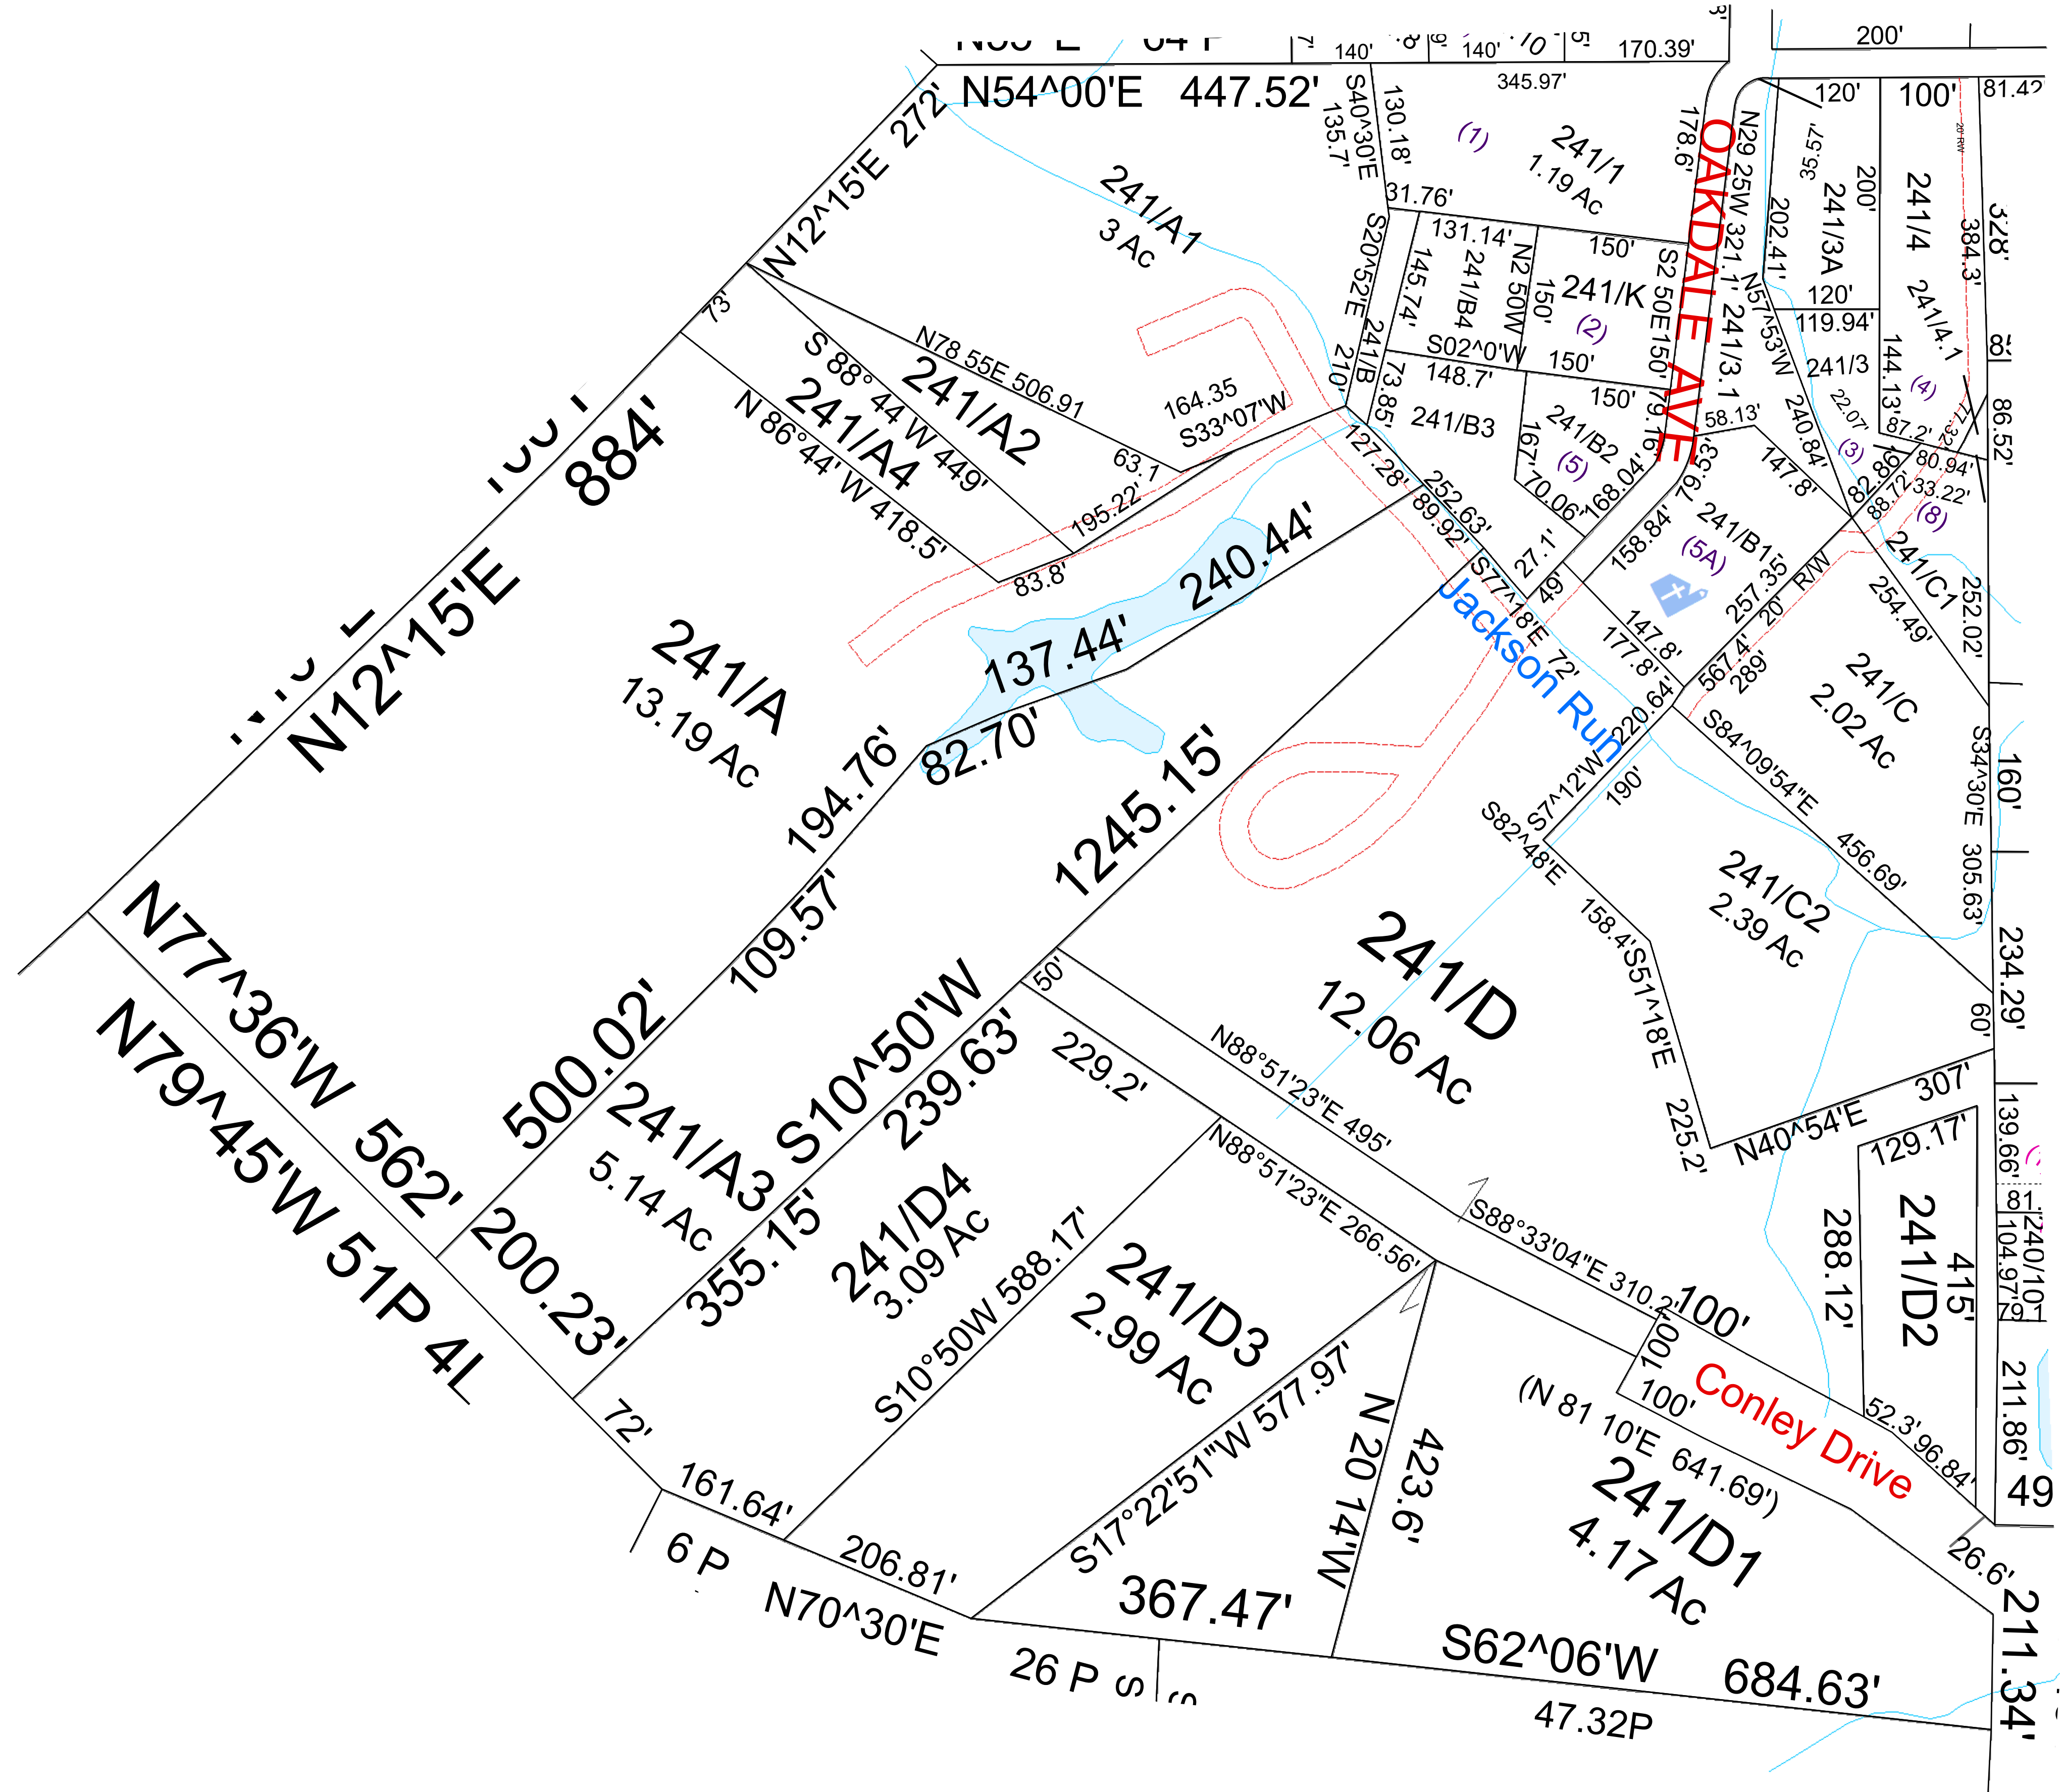 140'
140'
170.39'
200'
N54^00'E 447.52'
345.97'
120'
100'
81.42'
272'
N12^15'E
S40^30'E
135.7'
130.18'
(1)
241/1
1.19 Ac
178.6'
OAKDALE AVE
N29 25W 321.1'
35.57'
20' RW
241/A1
3 Ac
31.76'
202.41'
241/3A
200'
241/4
384.3'
328'
S20^52'E
210'
241/B
131.14'
145.74'
241/B4
N2 50W
150'
150'
241/K
(2)
S2 50E 150'
241/3.1
N57^53'W
240.84'
120'
119.94'
241/4.1
73'
N78 55E 506.91
S 88° 44 W 449'
241/A2
241/A4
N 86° 44' W 418.5'
164.35
S33^07'W
S02^0'W
150'
148.7'
73.85'
241/B3
150'
79.16'
241/B2
(5)
167'
70.06'
168.04'
58.13'
79.53'
147.8'
241/3
22.07'
(3)
144.13'
(4)
87.2'
77.32'
86.52'
82.86'
88.72'
80.94'
33.22'
(8)
884'
N12^15'E
63.1
195.22'
83.8'
127.28'
89.92'
252.63'
27.1'
49'
158.84'
241/B1
(5A)
257.35
20' R/W
241/C1
254.49'
252.02'
240.44'
137.44'
82.70'
S77^18'E 72'
Jackson Run
147.8'
177.8'
567.4'
289'
241/A
13.19 Ac
194.76'
109.57'
1245.15'
220.64'
S7^12'W
190'
S82^48'E
S84^09'54"E
456.69'
241/C
2.02 Ac
S34^30'E 305.63'
160'
241/C2
2.39 Ac
158.4'
S51^18'E
225.2'
234.29'
60'
N77^36'W 562'
N79^45'W 51P 4L
500.02'
S10^50'W
50'
241/D
12.06 Ac
239.63'
229.2'
N88°51'23"E 495'
N40^54'E
307'
129.17'
139.66'
241/A3
5.14 Ac
200.23'
355.15'
241/D4
3.09 Ac
S10°50W 588.17'
N88°51'23"E 266.56'
S88°33'04"E 310.2'
100'
100'
100'
241/D3
2.99 Ac
288.12'
241/D2
415'
81.
104.97'
240/101
79.1
211.86'
72'
161.64'
6 P
206.81'
S17°22'51"W 577.97'
N 20 14'W
423.6'
(N 81 10'E 641.69')
Conley Drive
52.3'
96.84'
49
241/D1
4.17 Ac
26.6'
N70^30'E
26 P
367.47'
S62^06'W 684.63'
47.32P
211.34'